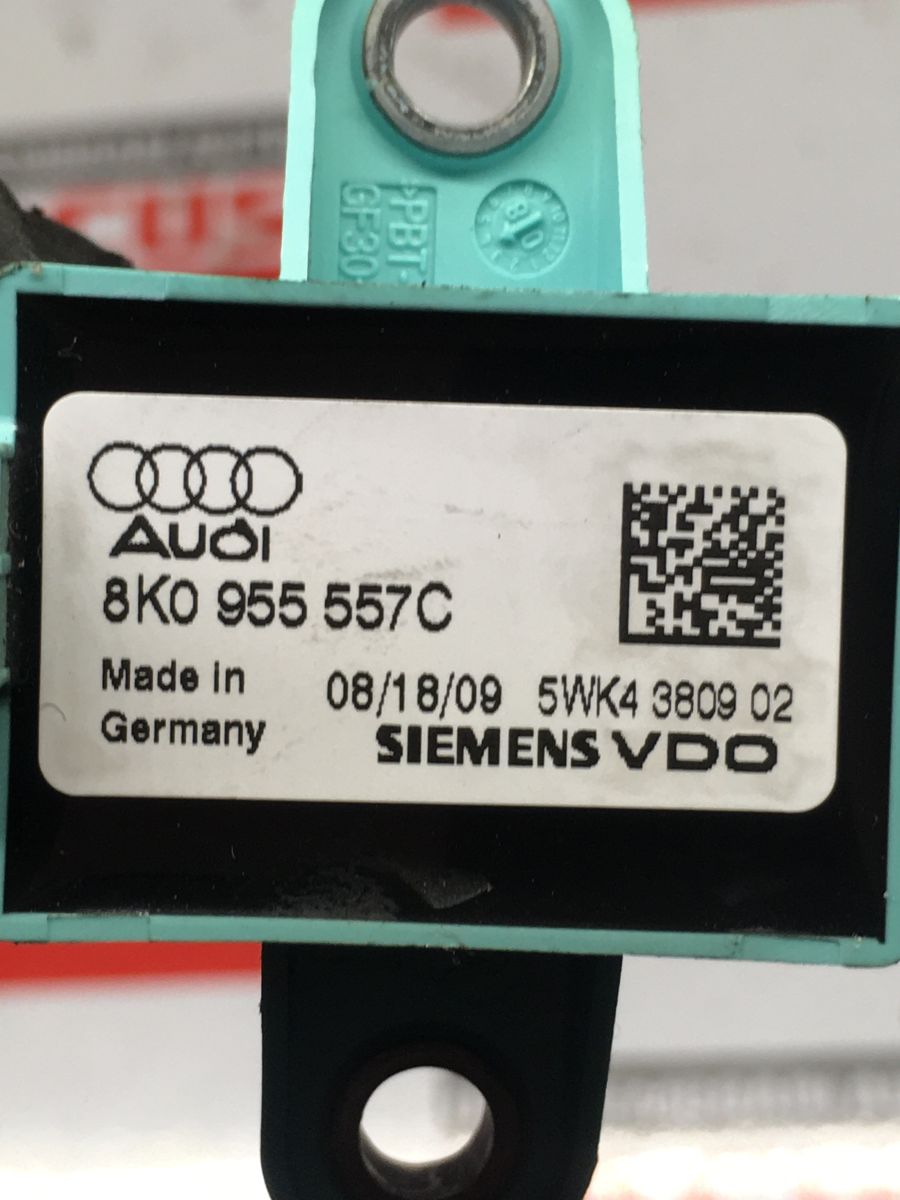 >PBT-
GF30
AUDI
8K0 955 557C
Made in
Germany
08/18/09 5WK4 3809 02
SIEMENS VDO